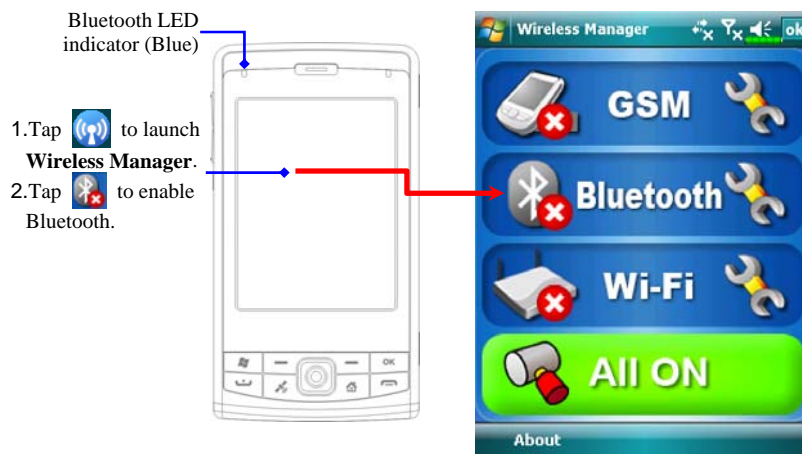 Bluetooth LED
indicator (Blue)
1.Tap to launch
Wireless Manager.
2.Tap to enable
Bluetooth.
OK
Wireless Manager ok
GSM
Bluetooth
Wi-Fi
All ON
About